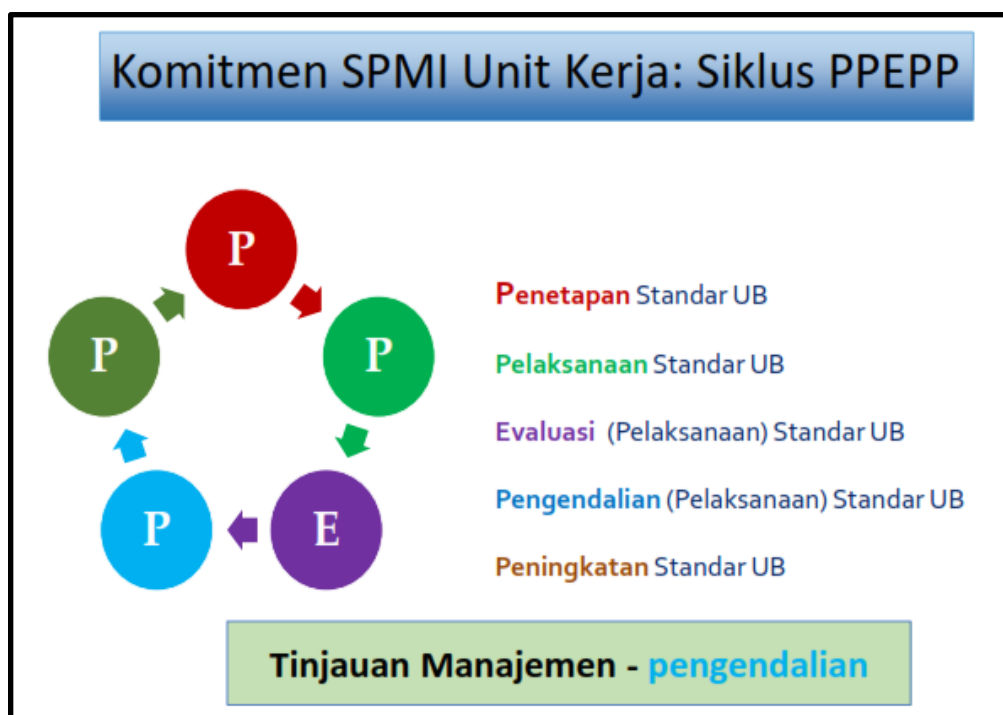 Komitmen SPMI Unit Kerja: Siklus PPEPP
P
P
E
P
P
Penetapan Standar UB
Pelaksanaan Standar UB
Evaluasi (Pelaksanaan) Standar UB
Pengendalian (Pelaksanaan) Standar UB
Peningkatan Standar UB
Tinjauan Manajemen - pengendalian